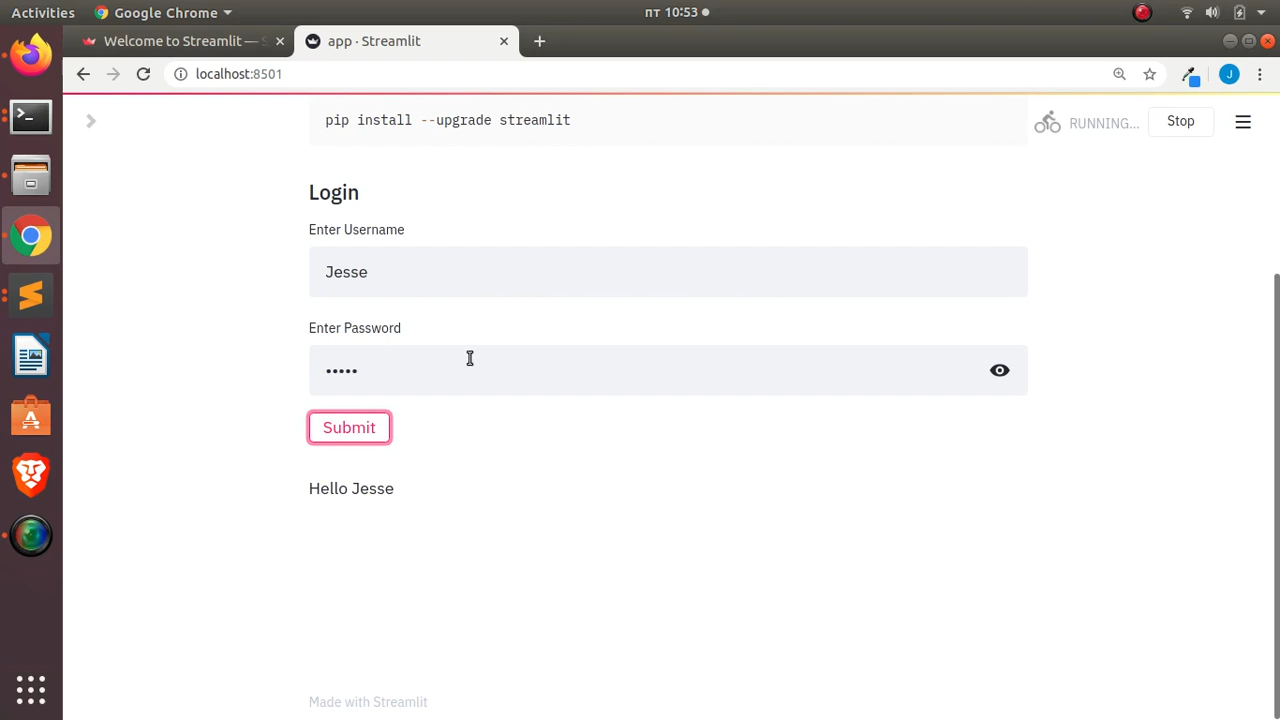 Activities
Google Chrome
пт 10:53
Welcome to Streamlit — S
app · Streamlit
localhost:8501
J
pip install --upgrade streamlit
RUNNING...
Stop
Login
Enter Username
Jesse
Enter Password
•••••
Submit
Hello Jesse
Made with Streamlit